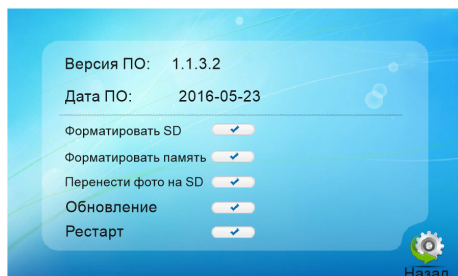 Версия ПО: 1.1.3.2
Дата ПО: 2016-05-23
Форматировать SD
Форматировать память
Перенести фото на SD
Обновление
Рестарт
Назад